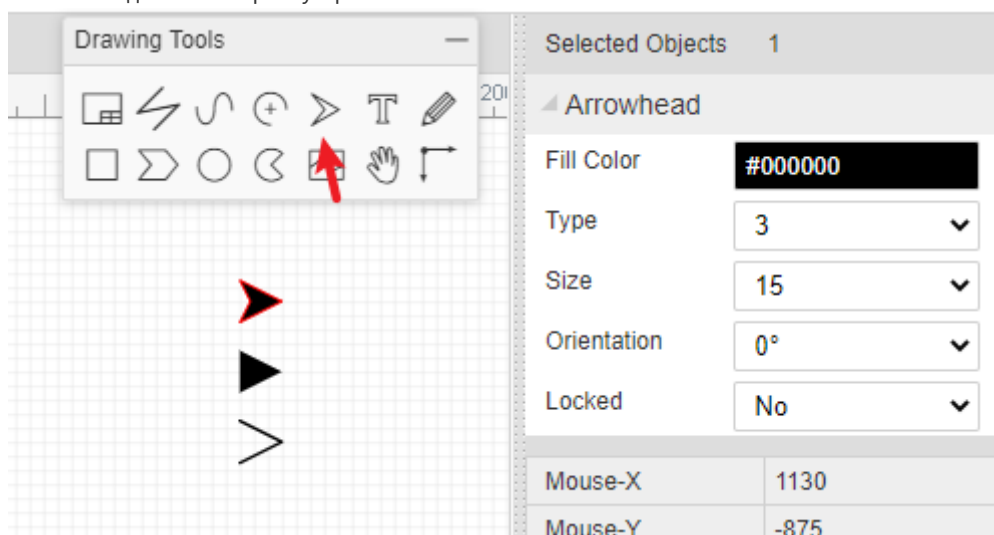 Drawing Tools
Selected Objects 1
T
Arrowhead
Fill Color #000000
Type 3
Size 15
Orientation 0°
Locked No
Mouse-X 1130
Mouse-Y -875